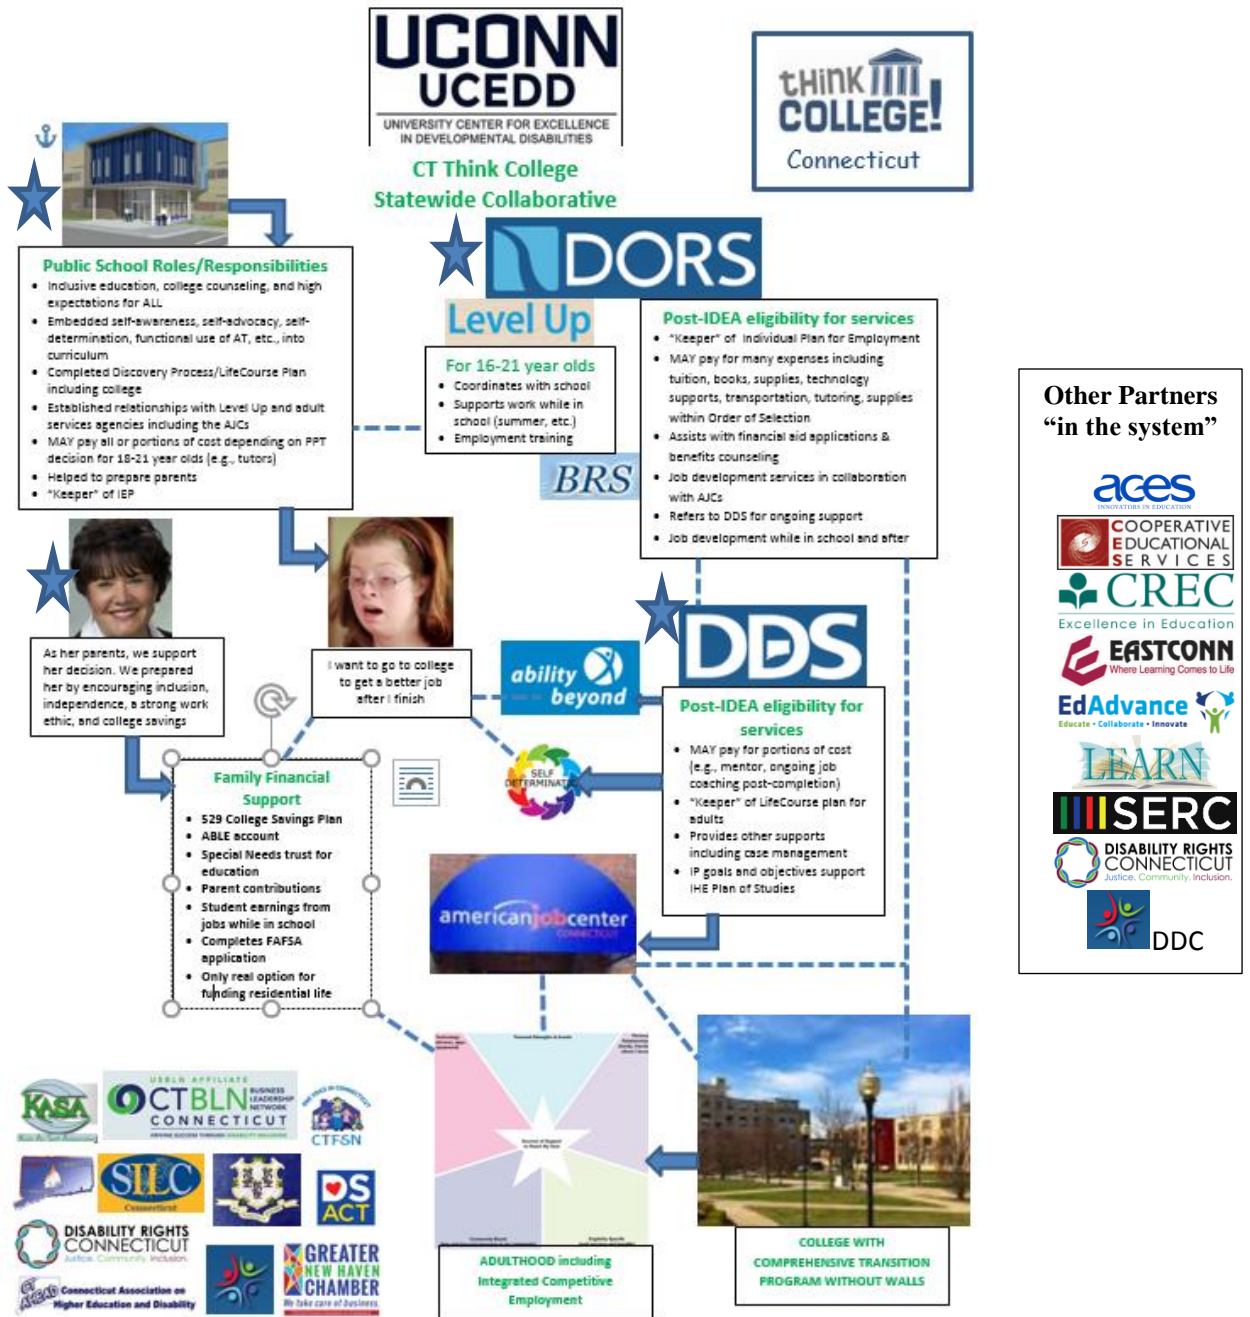 UCONN
UCEDD
UNIVERSITY CENTER FOR EXCELLENCE
IN DEVELOPMENTAL DISABILITIES
CT Think College
Statewide Collaborative
tHiNK
COLLEGE!
Connecticut
Public School Roles/Responsibilities
• Inclusive education, college counseling, and high
expectations for ALL
• Embedded self-awareness, self-advocacy, self-
determination, functional use of AT, etc., into
curriculum
• Completed Discovery Process/LifeCourse Plan
including college
• Established relationships with Level Up and adult
services agencies including the AJCs
• MAY pay all or portions of cost depending on PPT
decision for 18-21 year olds (e.g., tutors)
• Helped to prepare parents
• "Keeper" of IEP
DORS
Level Up
For 16-21 year olds
• Coordinates with school
• Supports work while in
school (summer, etc.)
• Employment training
BRS
Post-IDEA eligibility for services
• "Keeper" of Individual Plan for Employment
• MAY pay for many expenses including
tuition, books, supplies, technology
supports, transportation, tutoring, supplies
within Order of Selection
• Assists with financial aid applications &
benefits counseling
• Job development services in collaboration
with AJCs
• Refers to DDS for ongoing support
• Job development while in school and after
As her parents, we support
her decision. We prepared
her by encouraging inclusion,
independence, a strong work
ethic, and college savings
I want to go to college
to get a better job
after I finish
ability
beyond
DDS
Post-IDEA eligibility for
services
• MAY pay for portions of cost
(e.g., mentor, ongoing job
coaching post-completion)
• "Keeper" of LifeCourse plan for
adults
• Provides other supports
including case management
• IP goals and objectives support
IHE Plan of Studies
SELF
Family Financial
Support
• 529 College Savings Plan
• ABLE account
• Special Needs trust for
education
• Parent contributions
• Student earnings from
jobs while in school
• Completes FAFSA
application
• Only real option for
funding residential life
americanjobcenter
CONNECTICUT
ADULTHOOD including
Integrated Competitive
Employment
COLLEGE WITH
COMPREHENSIVE TRANSITION
PROGRAM WITHOUT WALLS
Other Partners
“in the system”
aces
INNOVATORS IN EDUCATION
COOPERATIVE
EDUCATIONAL
SERVICES
CREC
Excellence in Education
EASTCONN
Where Learning Comes to Life
EdAdvance
Educate • Collaborate • Innovate
LEARN
SERC
DISABILITY RIGHTS
CONNECTICUT
Justice. Community. Inclusion.
DDC
KASA
USBLN AFFILIATE
CTBLN BUSINESS
LEADERSHIP
NETWORK
CONNECTICUT
CTFSN
SILC
Connecticut
DS
ACT
DISABILITY RIGHTS
CONNECTICUT
Justice. Community. Inclusion.
CT
AHEAD
Connecticut Association on
Higher Education and Disability
GREATER
NEW HAVEN
CHAMBER
We take care of business.